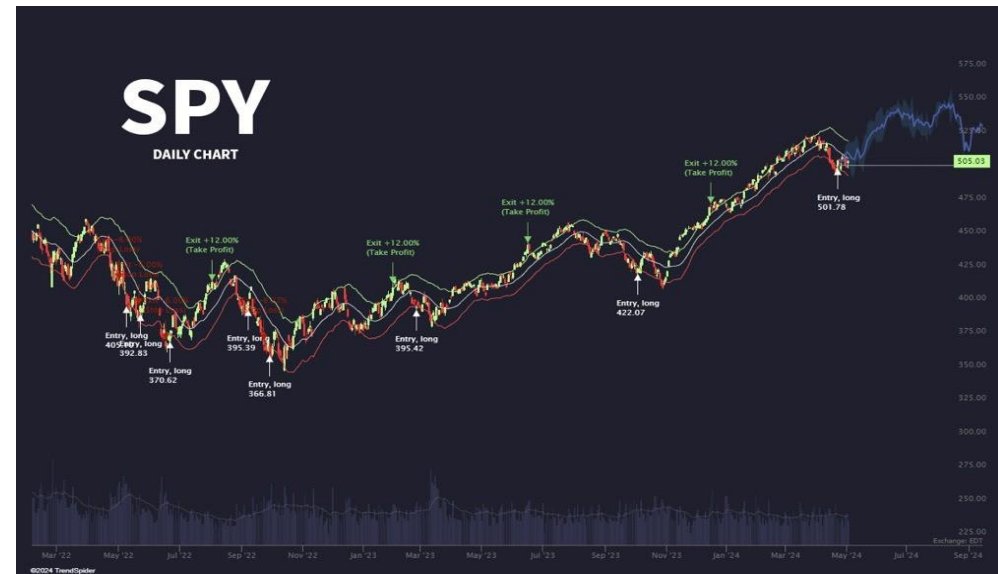 SPY
DAILY CHART
575.00
550.00
505.03
475.00
450.00
425.00
400.00
375.00
350.00
325.00
300.00
275.00
250.00
225.00
Exit +12.00%
(Take Profit)
Exit +12.00%
(Take Profit)
Exit +12.00%
(Take Profit)
Exit +12.00%
(Take Profit)
Entry, long
Entry, long
392.83
Entry, long
370.62
Entry, long
395.39
Entry, long
366.81
Entry, long
395.42
Entry, long
422.07
Entry, long
501.78
Exchange: EDT
Mar '22
May '22
Jul '22
Sep '22
Nov '22
Jan '23
Mar '23
May '23
Jul '23
Sep '23
Nov '23
Jan '24
Mar '24
May '24
Jul '24
Sep '24
©2024 TrendSpider